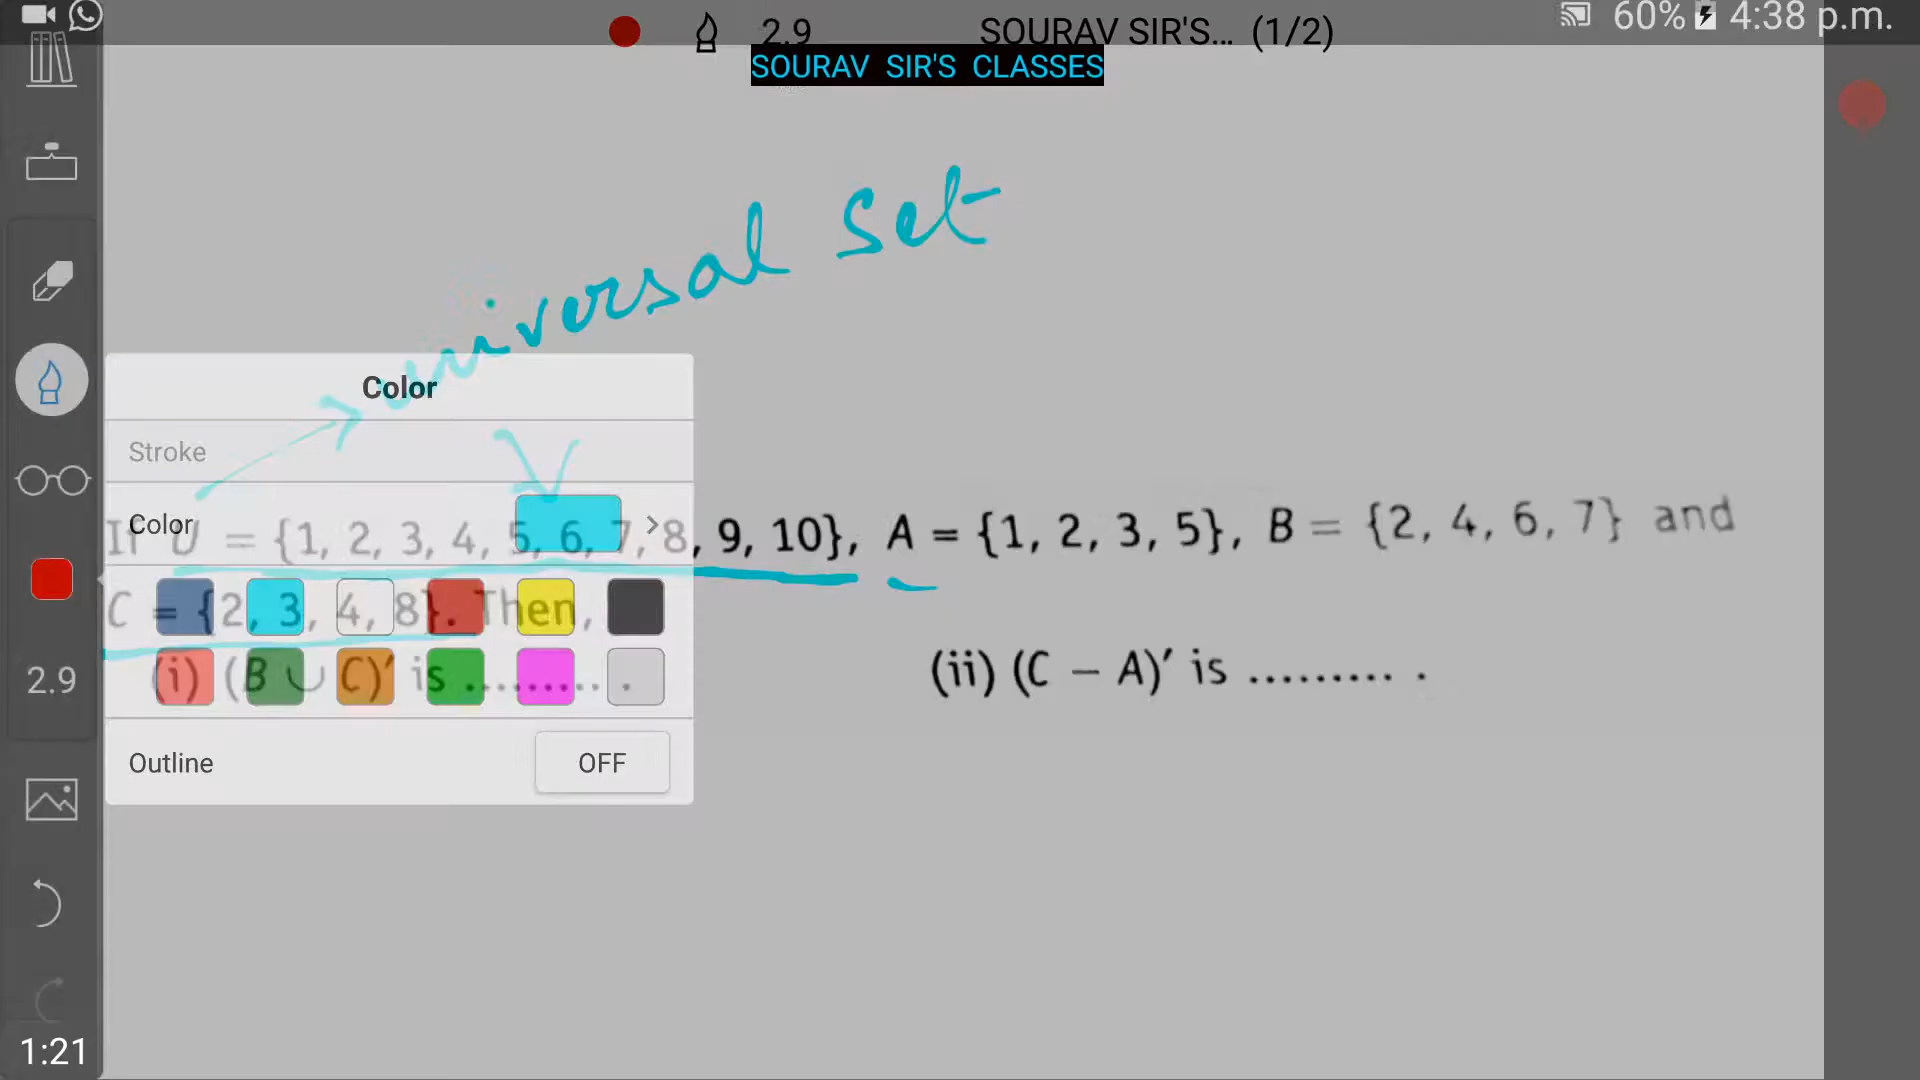 60% 4:38 p.m.
2.9 SOURAV SIR'S... (1/2)
SOURAV SIR'S CLASSES
universal Set
Color
Stroke
Color
If U = {1, 2, 3, 4, 5, 6, 7, 8, 9, 10}, A = {1, 2, 3, 5}, B = {2, 4, 6, 7} and
C = {2, 3, 4, 8}. Then,
(i) (B ∪ C)′ is ......... .
(ii) (C − A)′ is ......... .
2.9
Outline OFF
1:21